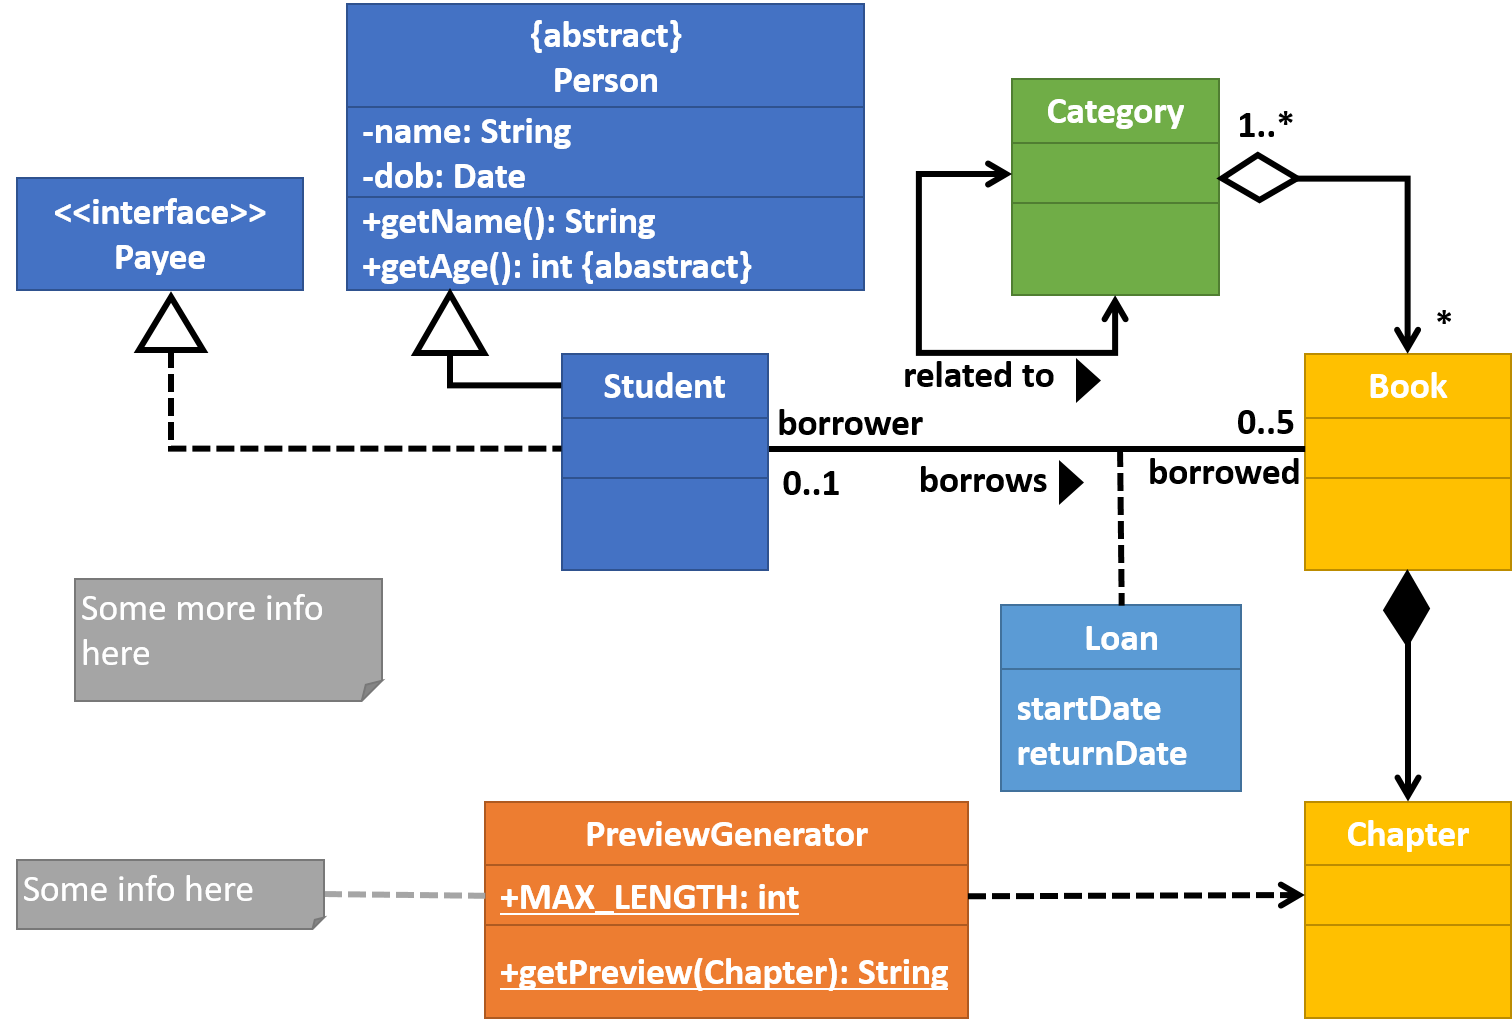 {abstract}
Person
-name: String
-dob: Date
+getName(): String
+getAge(): int {abastract}
<<interface>>
Payee
Category
1..*
*
related to
Student
Book
borrower
0..5
0..1
borrows
borrowed
Some more info
here
Loan
startDate
returnDate
PreviewGenerator
+MAX_LENGTH: int
+getPreview(Chapter): String
Chapter
Some info here